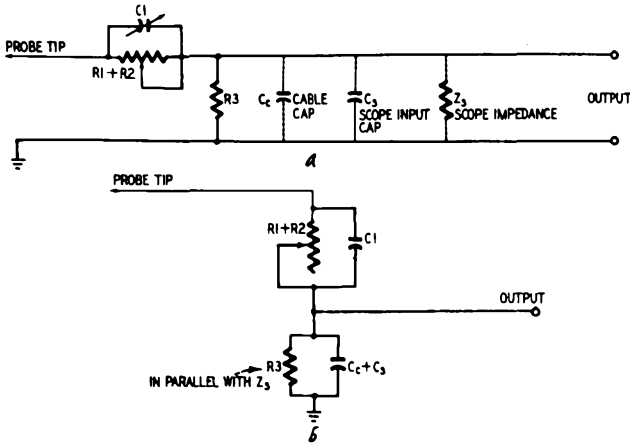 C1
PROBE TIP
R1+R2
R3
Cc CABLE
CAP
C3
SCOPE INPUT
CAP
Z3
SCOPE IMPEDANCE
OUTPUT
a
PROBE TIP
R1+R2
C1
OUTPUT
R3
IN PARALLEL WITH Z3
Cc+C3
б